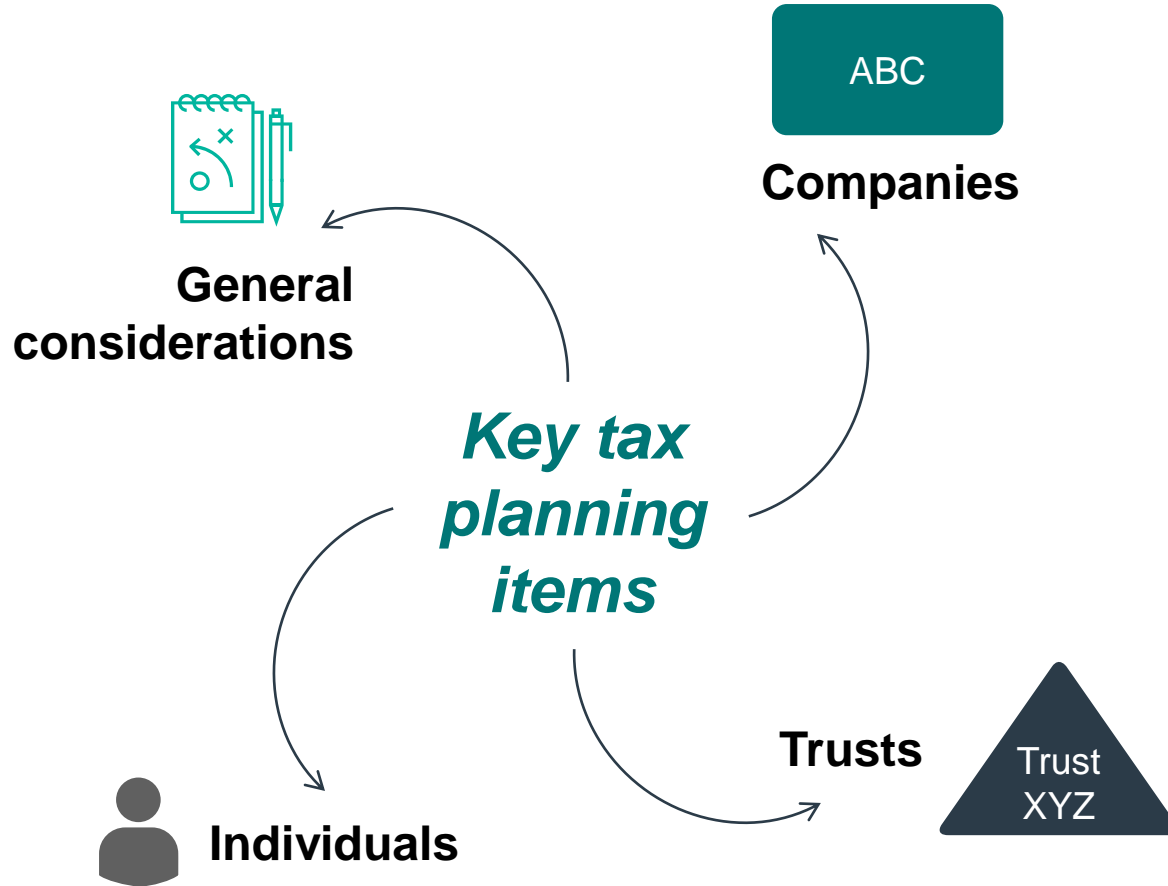 ABC
Companies
General
considerations
Key tax
planning
items
Trusts
Trust
XYZ
Individuals